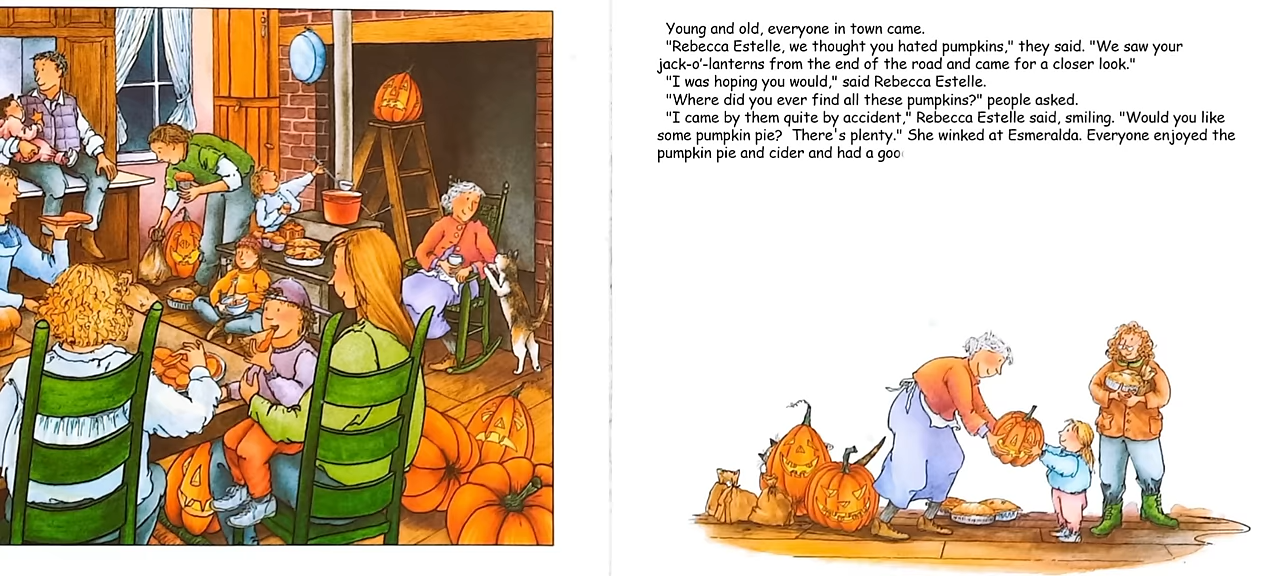 Young and old, everyone in town came.
"Rebecca Estelle, we thought you hated pumpkins," they said. "We saw your
jack-o'-lanterns from the end of the road and came for a closer look."
"I was hoping you would," said Rebecca Estelle.
"Where did you ever find all these pumpkins?" people asked.
"I came by them quite by accident," Rebecca Estelle said, smiling. "Would you like
some pumpkin pie? There's plenty." She winked at Esmeralda. Everyone enjoyed the
pumpkin pie and cider and had a goo